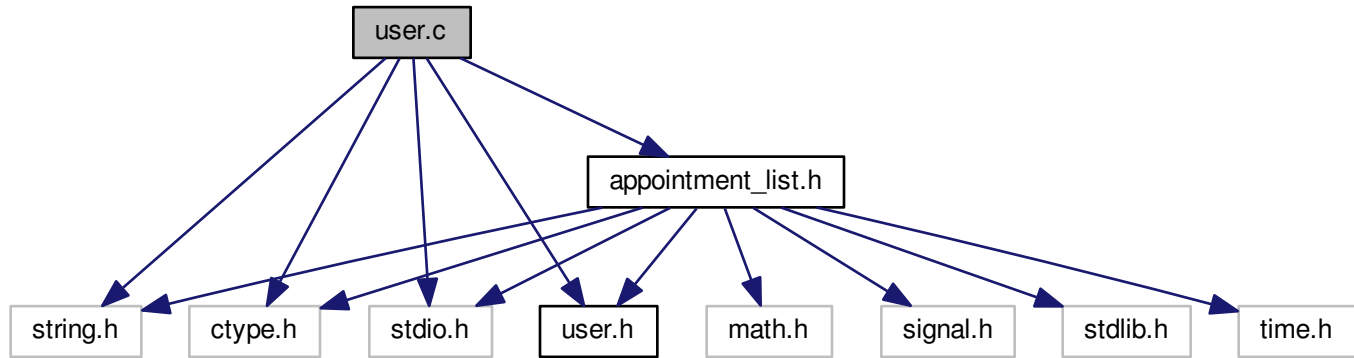 user.c
appointment_list.h
string.h
ctype.h
stdio.h
user.h
math.h
signal.h
stdlib.h
time.h